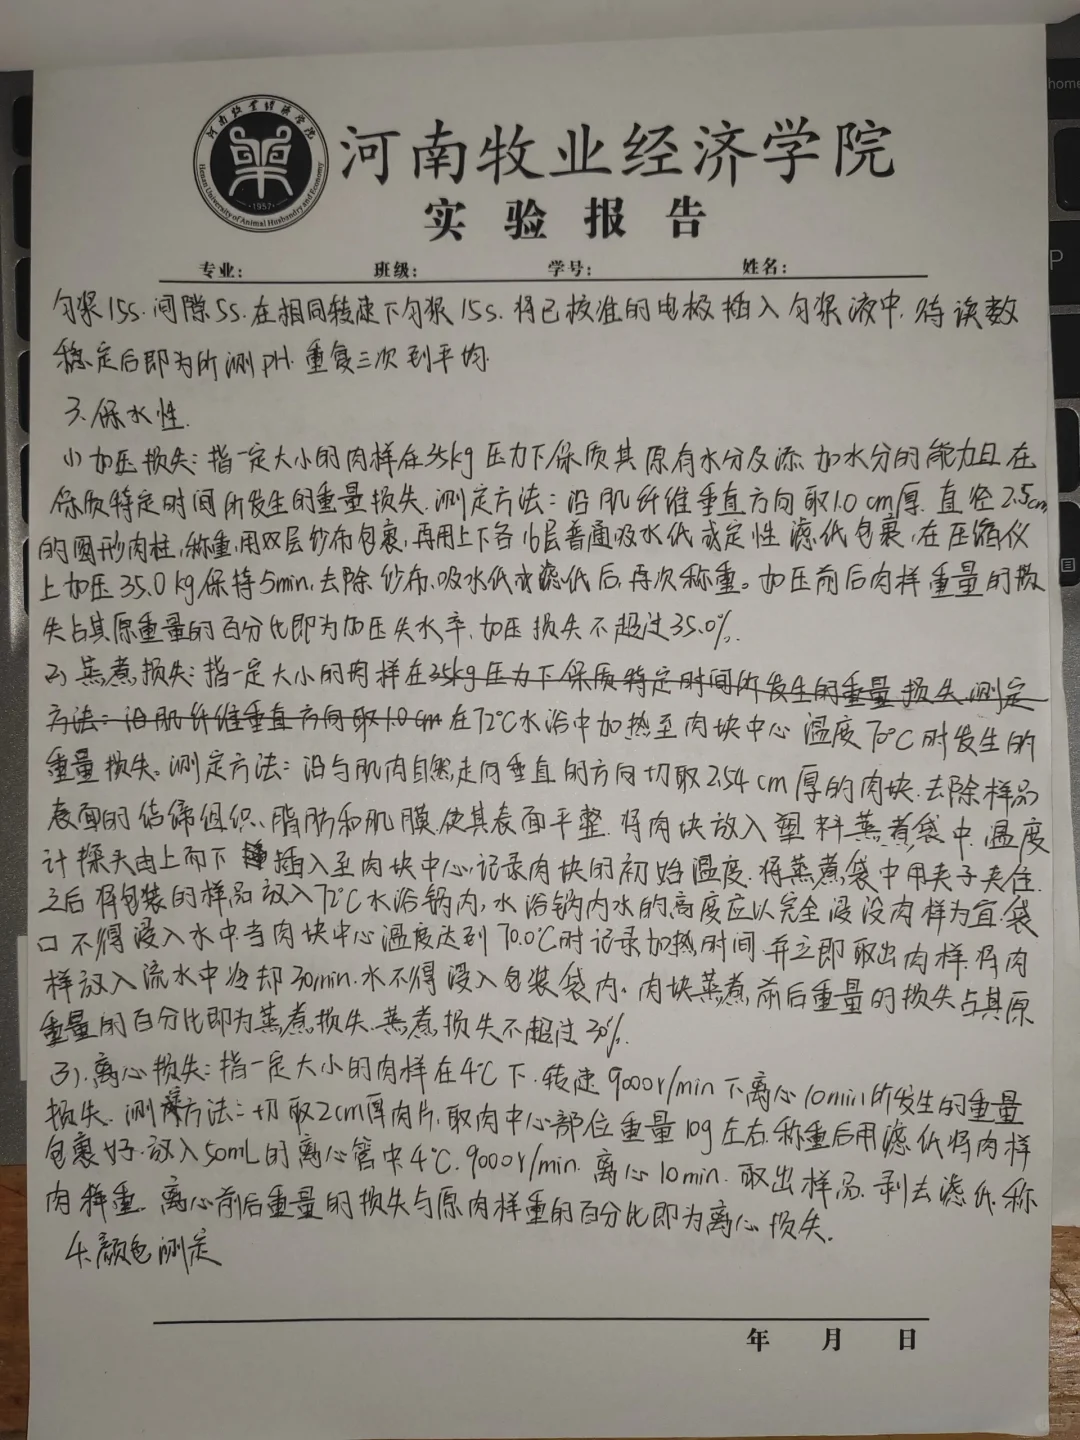 河南牧业经济学院
Henan University of Animal Husbandry and Economy
·1957·
河南牧业经济学院
实验报告
专业: 班级: 学号: 姓名:
匀浆15s.间隙5s.在相同转速下匀浆15s.将已校准的电极插入匀浆液中.待读数
稳定后即为所测pH.重复三次到平均.
3.保水性.
(1)加压损失:指一定大小的肉样在35kg压力下保质其原有水分及添加水分的能力且在
保质特定时间所发生的重量损失.测定方法:沿肌纤维垂直方向取1.0cm厚.直径2.5cm
的圆形肉柱,称重,用双层纱布包裹,再用上下各16层普通吸水纸或定性滤纸包裹,在压缩仪
上加压35.0kg保持5min,去除纱布、吸水纸或滤纸后,再次称重。加压前后肉样重量的散
失占其原重量的百分比即为加压失水率,加压损失不超过35.0%.
(2)蒸煮损失:指一定大小的肉样在35kg压力下保质特定时间所发生的重量损失.测定
方法:沿肌纤维垂直方向取1.0cm在72℃水浴中加热至肉块中心温度70℃时发生的
重量损失。测定方法:沿与肌肉自然走向垂直的方向切取2.54cm厚的肉块.去除样品
表面的结缔组织、脂肪和肌膜.使其表面平整.将肉块放入塑料蒸煮袋中.温度
计探头由上而下插入至肉块中心,记录肉块的初始温度.将蒸煮袋中用夹子夹住.
之后将包装的样品放入72℃水浴锅内,水浴锅内水的高度应以完全浸没肉样为宜,袋
口不得浸入水中.当肉块中心温度达到70.0℃时记录加热时间.并立即取出肉样.将肉
样放入流水中冷却30min.水不得浸入包装袋内.肉块蒸煮前后重量的损失占其原
重量的百分比即为蒸煮损失.蒸煮损失不超过30%.
(3).离心损失:指一定大小的肉样在4℃下.转速9000r/min下离心10min所发生的重量
损失.测定方法:切取2cm厚肉片,取肉中心部位重量10g左右.称重后用滤纸将肉样
包裹好.放入50mL的离心管中.4℃.9000r/min.离心10min.取出样品.剥去滤纸.称
肉样重.离心前后重量的损失与原肉样重的百分比即为离心损失.
4.颜色测定
年 月 日
home
P